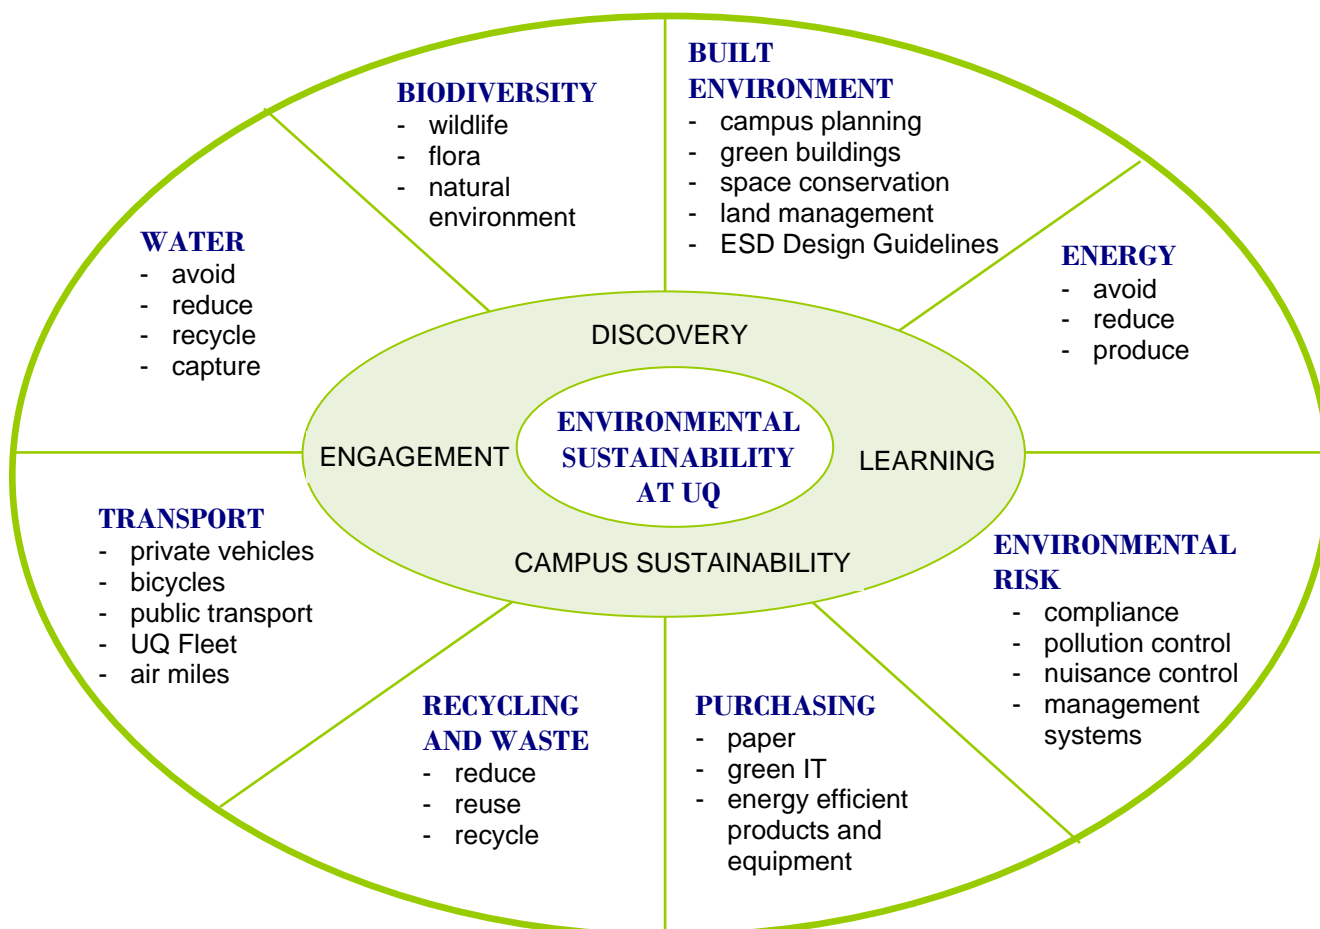 BUILT
ENVIRONMENT
- campus planning
- green buildings
- space conservation
- land management
- ESD Design Guidelines
BIODIVERSITY
- wildlife
- flora
- natural
environment
WATER
- avoid
- reduce
- recycle
- capture
ENERGY
- avoid
- reduce
- produce
DISCOVERY
ENGAGEMENT
ENVIRONMENTAL
SUSTAINABILITY
AT UQ
LEARNING
CAMPUS SUSTAINABILITY
TRANSPORT
- private vehicles
- bicycles
- public transport
- UQ Fleet
- air miles
ENVIRONMENTAL
RISK
- compliance
- pollution control
- nuisance control
- management
systems
RECYCLING
AND WASTE
- reduce
- reuse
- recycle
PURCHASING
- paper
- green IT
- energy efficient
products and
equipment